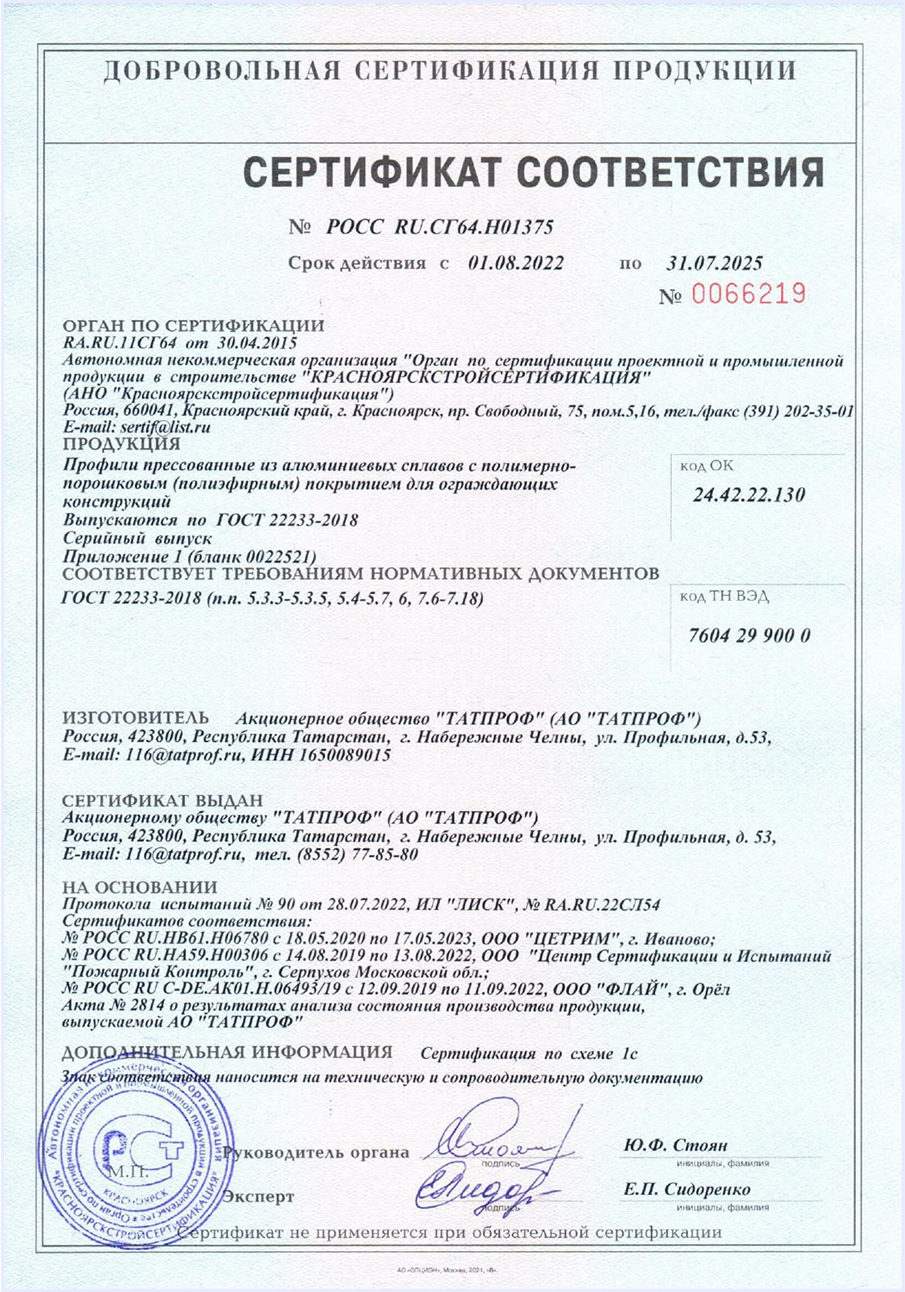 ДОБРОВОЛЬНАЯ СЕРТИФИКАЦИЯ ПРОДУКЦИИ
СЕРТИФИКАТ СООТВЕТСТВИЯ
№ РОСС RU.СГ64.Н01375
Срок действия с 01.08.2022 по 31.07.2025
№ 0066219
ОРГАН ПО СЕРТИФИКАЦИИ
RA.RU.11СГ64 от 30.04.2015
Автономная некоммерческая организация "Орган по сертификации проектной и промышленной
продукции в строительстве "КРАСНОЯРСКСТРОЙСЕРТИФИКАЦИЯ"
(АНО "Красноярскстройсертификация")
Россия, 660041, Красноярский край, г. Красноярск, пр. Свободный, 75, пом.5,16, тел./факс (391) 202-35-01
E-mail: sertif@list.ru
ПРОДУКЦИЯ
Профили прессованные из алюминиевых сплавов с полимерно-
порошковым (полиэфирным) покрытием для ограждающих
конструкций
Выпускаются по ГОСТ 22233-2018
Серийный выпуск
Приложение 1 (бланк 0022521)
код ОК
24.42.22.130
СООТВЕТСТВУЕТ ТРЕБОВАНИЯМ НОРМАТИВНЫХ ДОКУМЕНТОВ
ГОСТ 22233-2018 (п.п. 5.3.3-5.3.5, 5.4-5.7, 6, 7.6-7.18)
код ТН ВЭД
7604 29 900 0
ИЗГОТОВИТЕЛЬ Акционерное общество "ТАТПРОФ" (АО "ТАТПРОФ")
Россия, 423800, Республика Татарстан, г. Набережные Челны, ул. Профильная, д.53,
E-mail: 116@tatprof.ru, ИНН 1650089015
СЕРТИФИКАТ ВЫДАН
Акционерному обществу "ТАТПРОФ" (АО "ТАТПРОФ")
Россия, 423800, Республика Татарстан, г. Набережные Челны, ул. Профильная, д. 53,
E-mail: 116@tatprof.ru, тел. (8552) 77-85-80
НА ОСНОВАНИИ
Протокола испытаний № 90 от 28.07.2022, ИЛ "ЛИСК", № RA.RU.22СЛ54
Сертификатов соответствия:
№ РОСС RU.НВ61.Н06780 с 18.05.2020 по 17.05.2023, ООО "ЦЕТРИМ", г. Иваново;
№ РОСС RU.НА59.Н00306 с 14.08.2019 по 13.08.2022, ООО "Центр Сертификации и Испытаний
"Пожарный Контроль", г. Серпухов Московской обл.;
№ РОСС RU С-DE.АК01.Н.06493/19 с 12.09.2019 по 11.09.2022, ООО "ФЛАЙ", г. Орёл
Акта № 2814 о результатах анализа состояния производства продукции,
выпускаемой АО "ТАТПРОФ"
ДОПОЛНИТЕЛЬНАЯ ИНФОРМАЦИЯ Сертификация по схеме 1с
Знак соответствия наносится на техническую и сопроводительную документацию
Автономная некоммерческая организация
Орган по сертификации проектной и промышленной продукции в строительстве
«КРАСНОЯРСКСТРОЙСЕРТИФИКАЦИЯ»
КРАСНОЯРСК
М.П.
Руководитель органа
подпись
Ю.Ф. Стоян
инициалы, фамилия
Эксперт
подпись
Е.П. Сидоренко
инициалы, фамилия
Сертификат не применяется при обязательной сертификации
АО «ОПЦИОН», Москва, 2021, «В».